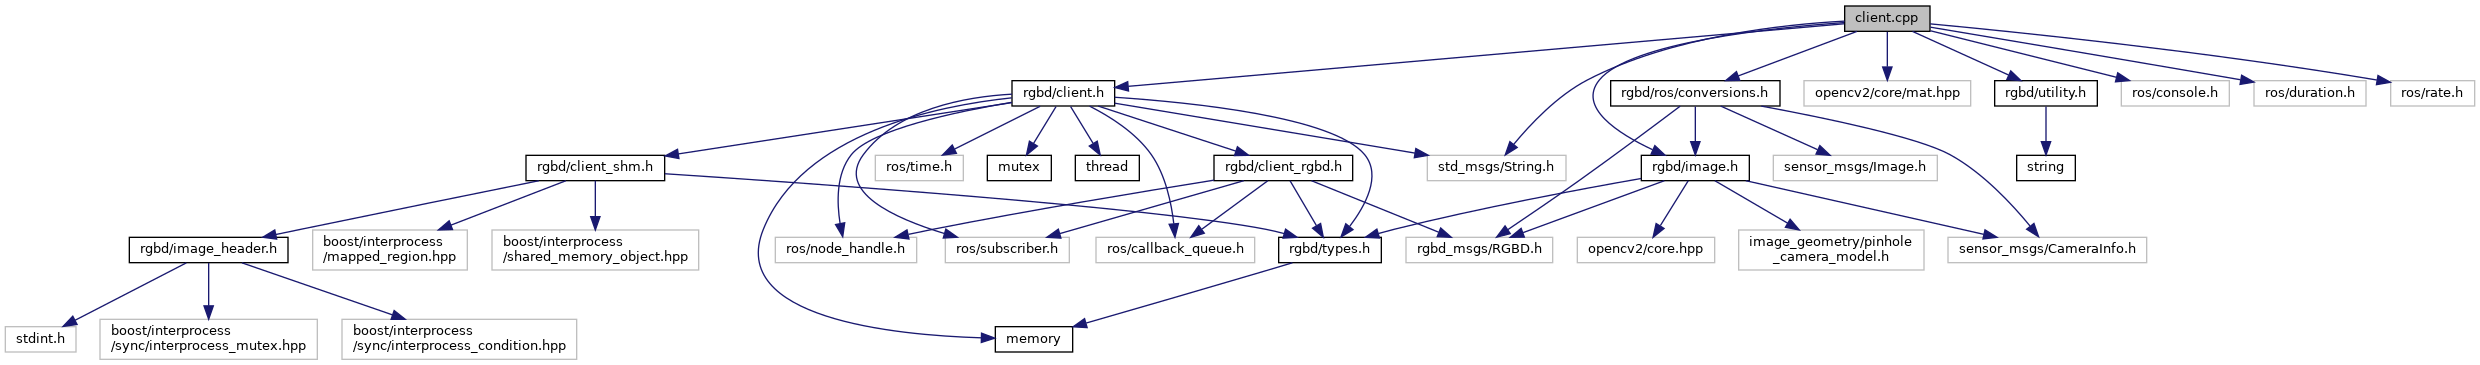 client.cpp
rgbd/client.h
rgbd/ros/conversions.h
opencv2/core/mat.hpp
rgbd/utility.h
ros/console.h
ros/duration.h
ros/rate.h
rgbd/client_shm.h
ros/time.h
mutex
thread
rgbd/client_rgbd.h
std_msgs/String.h
rgbd/image.h
sensor_msgs/Image.h
string
rgbd/image_header.h
boost/interprocess
/mapped_region.hpp
boost/interprocess
/shared_memory_object.hpp
ros/node_handle.h
ros/subscriber.h
ros/callback_queue.h
rgbd/types.h
rgbd_msgs/RGBD.h
opencv2/core.hpp
image_geometry/pinhole
_camera_model.h
sensor_msgs/CameraInfo.h
stdint.h
boost/interprocess
/sync/interprocess_mutex.hpp
boost/interprocess
/sync/interprocess_condition.hpp
memory